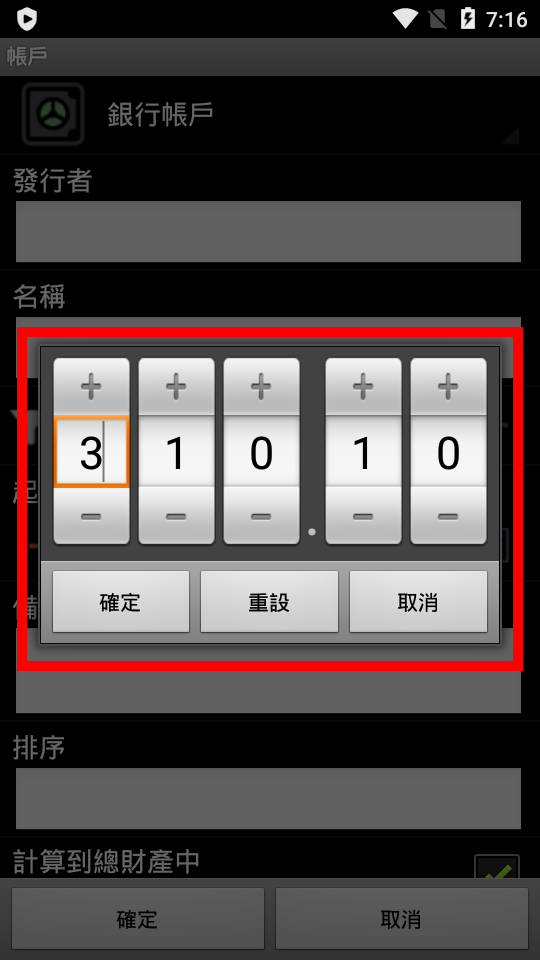 7:16
帳戶
銀行帳戶
發行者
名稱
+ + + + +
3 1 0 . 1 0
− − − − −
起
備
確定 重設 取消
排序
計算到總財產中
確定 取消